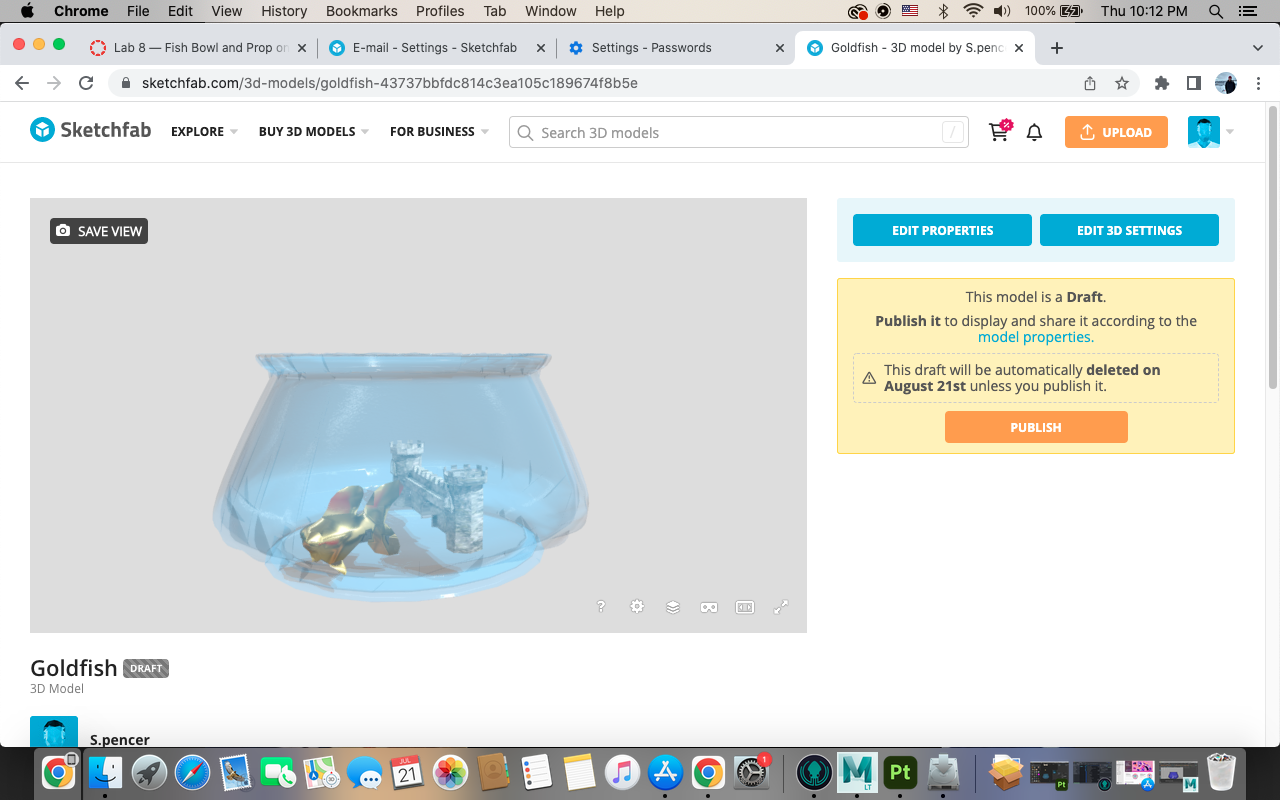 Chrome File Edit View History Bookmarks Profiles Tab Window Help 100% Thu 10:12 PM
Lab 8 — Fish Bowl and Prop on
E-mail - Settings - Sketchfab
Settings - Passwords
Goldfish - 3D model by S.penc
sketchfab.com/3d-models/goldfish-43737bbfdc814c3ea105c189674f8b5e
Sketchfab EXPLORE BUY 3D MODELS FOR BUSINESS Search 3D models / % UPLOAD
SAVE VIEW
EDIT PROPERTIES EDIT 3D SETTINGS
This model is a Draft.
Publish it to display and share it according to the
model properties.
This draft will be automatically deleted on
August 21st unless you publish it.
PUBLISH
?
Goldfish DRAFT
3D Model
S.pencer
JUL
21
3D
1
M
LT
Pt
Pt
M